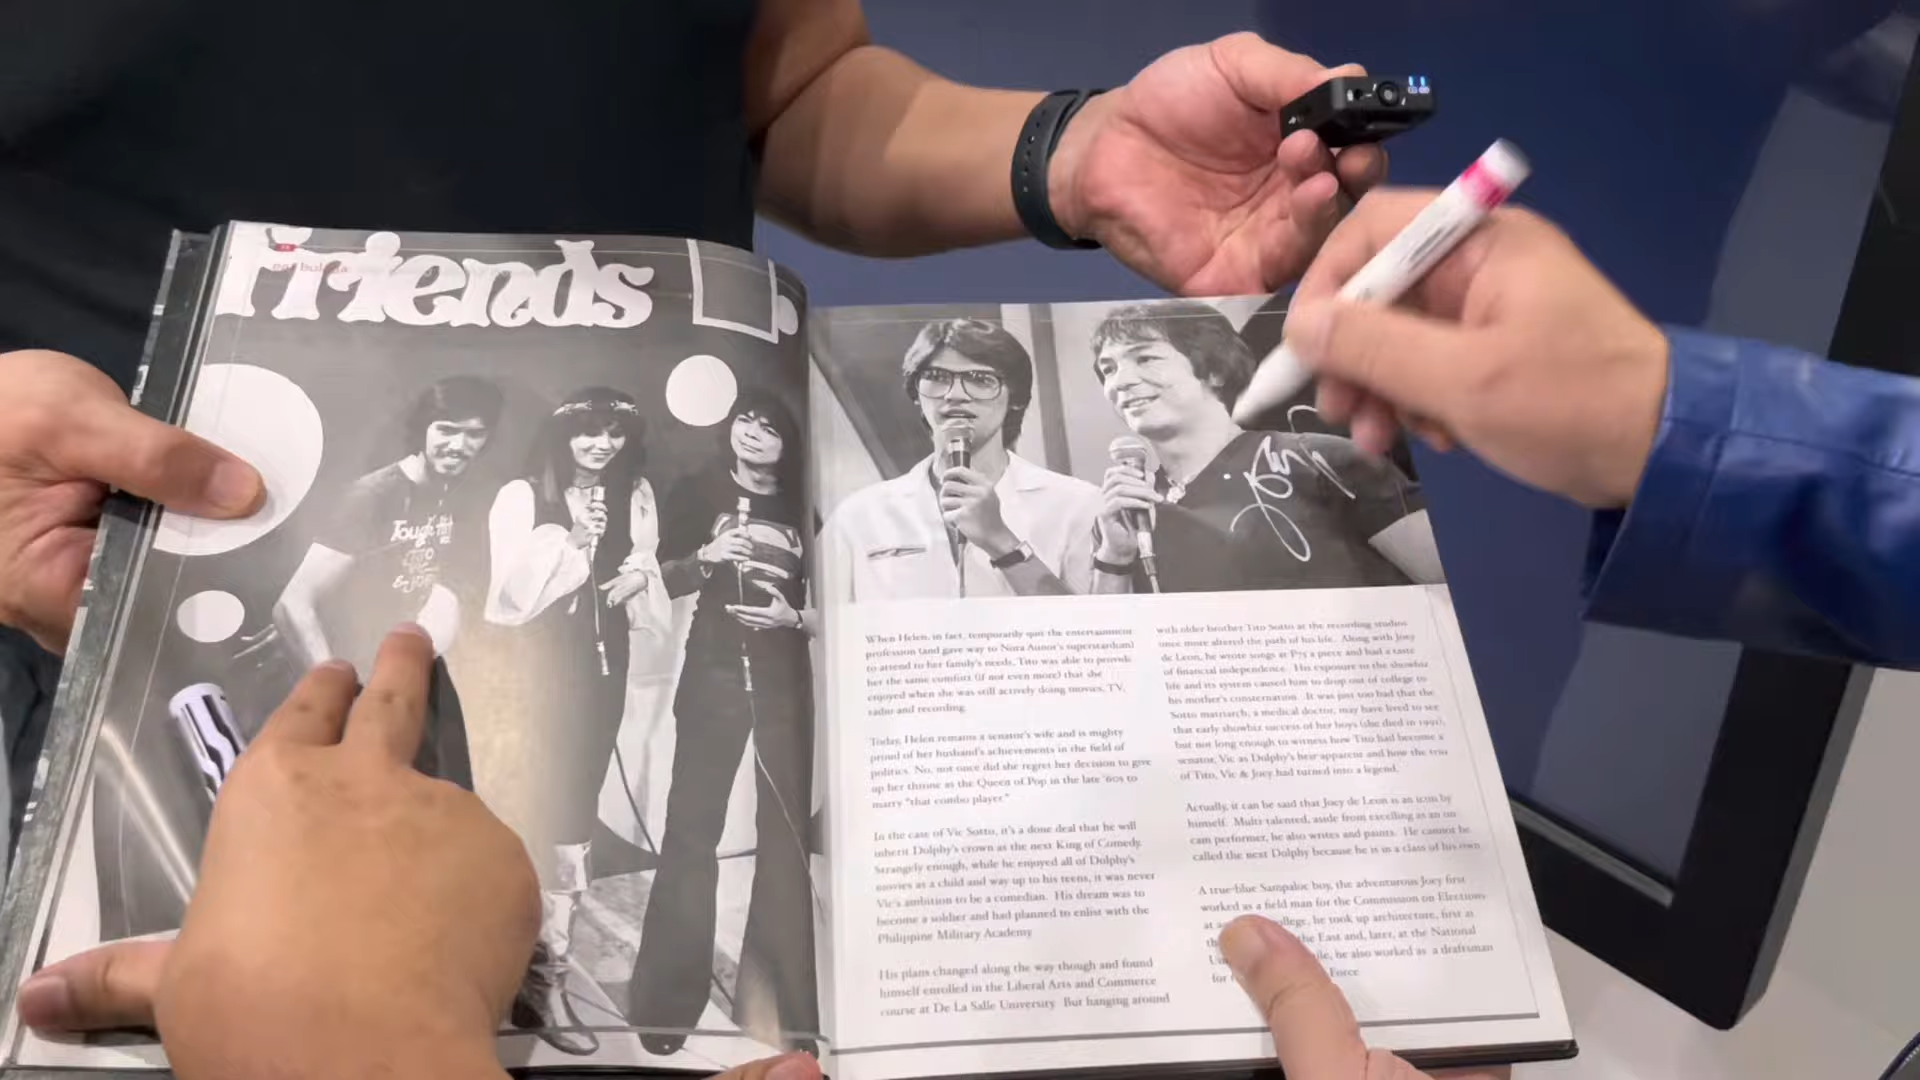 eat bulaga
Friends
Tough
Tito
& Joey
Joey
When Helen, in fact, temporarily quit the entertainment
profession (and gave way to Nora Aunor's superstardom)
to attend to her family's needs, Tito was able to provide
her the same comfort (if not even more) that she
enjoyed when she was still actively doing movies, TV,
radio and recording.
Today, Helen remains a senator's wife and is mighty
proud of her husband's achievements in the field of
politics. No, not once did she regret her decision to give
up her throne as the Queen of Pop in the late '60s to
marry "that combo player."
In the case of Vic Sotto, it's a done deal that he will
inherit Dolphy's crown as the next King of Comedy.
Strangely enough, while he enjoyed all of Dolphy's
movies as a child and way up to his teens, it was never
Vic's ambition to be a comedian. His dream was to
become a soldier and had planned to enlist with the
Philippine Military Academy.
His plans changed along the way though and found
himself enrolled in the Liberal Arts and Commerce
course at De La Salle University. But hanging around
with older brother Tito Sotto at the recording studios
once more altered the path of his life. Along with Joey
de Leon, he wrote songs at P75 a piece and had a taste
of financial independence. His exposure to the showbiz
life and its system caused him to drop out of college to
his mother's consternation. It was just too bad that the
Sotto matriarch, a medical doctor, may have lived to see
that early showbiz success of her boys (she died in 1991),
but not long enough to witness how Tito had become a
senator, Vic as Dolphy's heir apparent and how the trio
of Tito, Vic & Joey had turned into a legend.
Actually, it can be said that Joey de Leon is an icon by
himself. Multi-talented, aside from excelling as an on
cam performer, he also writes and paints. He cannot be
called the next Dolphy because he is in a class of his own.
A true-blue Sampaloc boy, the adventurous Joey first
worked as a field man for the Commission on Elections
at college, he took up architecture, first at
the East and, later, at the National
he also worked as a draftsman
for Force